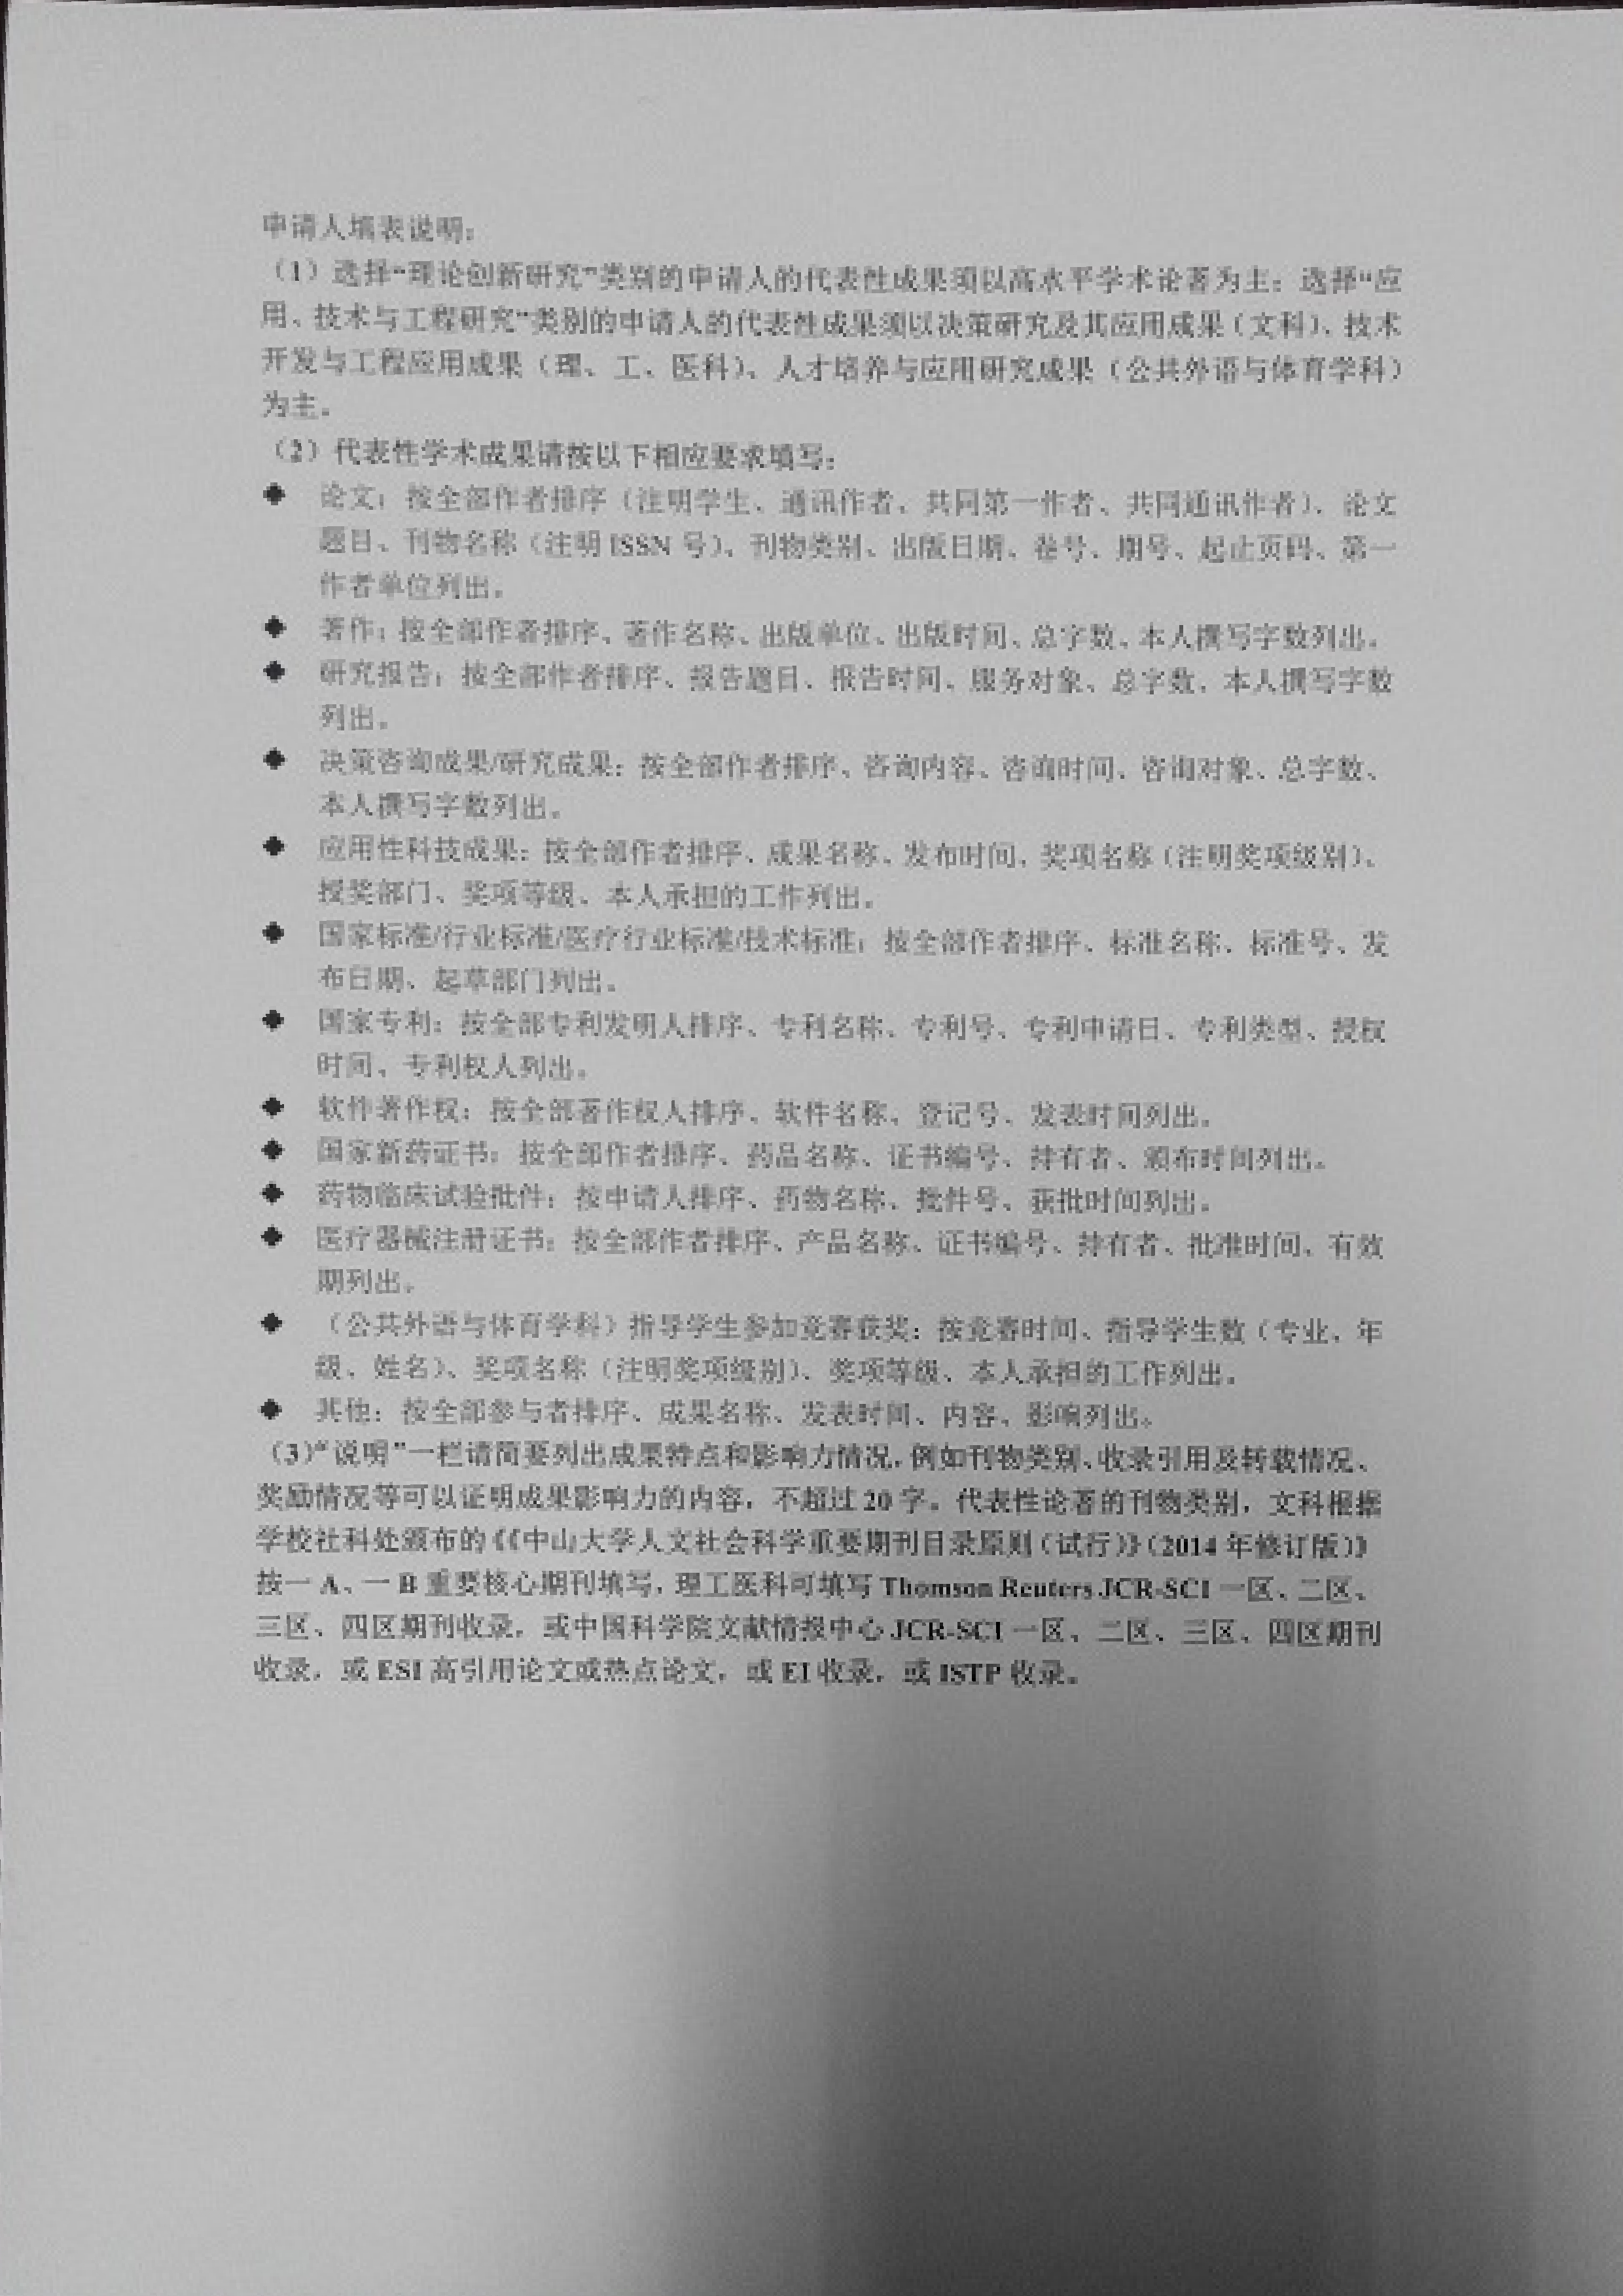 申请人填表说明：
（1）选择“理论创新研究”类别的申请人的代表性成果须以高水平学术论著为主；选择“应
用、技术与工程研究”类别的申请人的代表性成果须以决策研究及其应用成果（文科）、技术
开发与工程应用成果（理、工、医科）、人才培养与应用研究成果（公共外语与体育学科）
为主。
（2）代表性学术成果请按以下相应要求填写：
◆ 论文：按全部作者排序（注明学生、通讯作者、共同第一作者、共同通讯作者）、论文
题目、刊物名称（注明 ISSN 号）、刊物类别、出版日期、卷号、期号、起止页码、第一
作者单位列出。
◆ 著作：按全部作者排序、著作名称、出版单位、出版时间、总字数、本人撰写字数列出。
◆ 研究报告：按全部作者排序、报告题目、报告时间、服务对象、总字数、本人撰写字数
列出。
◆ 决策咨询成果/研究成果：按全部作者排序、咨询内容、咨询时间、咨询对象、总字数、
本人撰写字数列出。
◆ 应用性科技成果：按全部作者排序、成果名称、发布时间、奖项名称（注明奖项级别）、
授奖部门、奖项等级、本人承担的工作列出。
◆ 国家标准/行业标准/医疗行业标准/技术标准：按全部作者排序、标准名称、标准号、发
布日期、起草部门列出。
◆ 国家专利：按全部专利发明人排序、专利名称、专利号、专利申请日、专利类型、授权
时间、专利权人列出。
◆ 软件著作权：按全部著作权人排序、软件名称、登记号、发表时间列出。
◆ 国家新药证书：按全部作者排序、药品名称、证书编号、持有者、颁布时间列出。
◆ 药物临床试验批件：按申请人排序、药物名称、批件号、获批时间列出。
◆ 医疗器械注册证书：按全部作者排序、产品名称、证书编号、持有者、批准时间、有效
期列出。
◆ （公共外语与体育学科）指导学生参加竞赛获奖：按竞赛时间、指导学生数（专业、年
级、姓名）、奖项名称（注明奖项级别）、奖项等级、本人承担的工作列出。
◆ 其他：按全部参与者排序、成果名称、发表时间、内容、影响列出。
（3）“说明”一栏请简要列出成果特点和影响力情况，例如刊物类别、收录引用及转载情况、
奖励情况等可以证明成果影响力的内容，不超过 20 字。代表性论著的刊物类别，文科根据
学校社科处颁布的《《中山大学人文社会科学重要期刊目录原则（试行）》（2014 年修订版）》
按一 A、一 B 重要核心期刊填写，理工医科可填写 Thomson Reuters JCR-SCI 一区、二区、
三区、四区期刊收录，或中国科学院文献情报中心 JCR-SCI 一区、二区、三区、四区期刊
收录，或 ESI 高引用论文或热点论文，或 EI 收录，或 ISTP 收录。